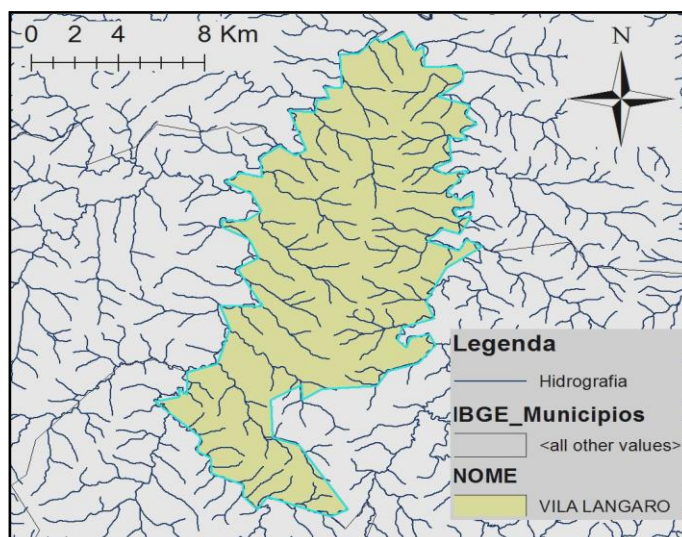 0 2 4 8 Km
N
Legenda
Hidrografia
IBGE_Municipios
<all other values>
NOME
VILA LANGARO